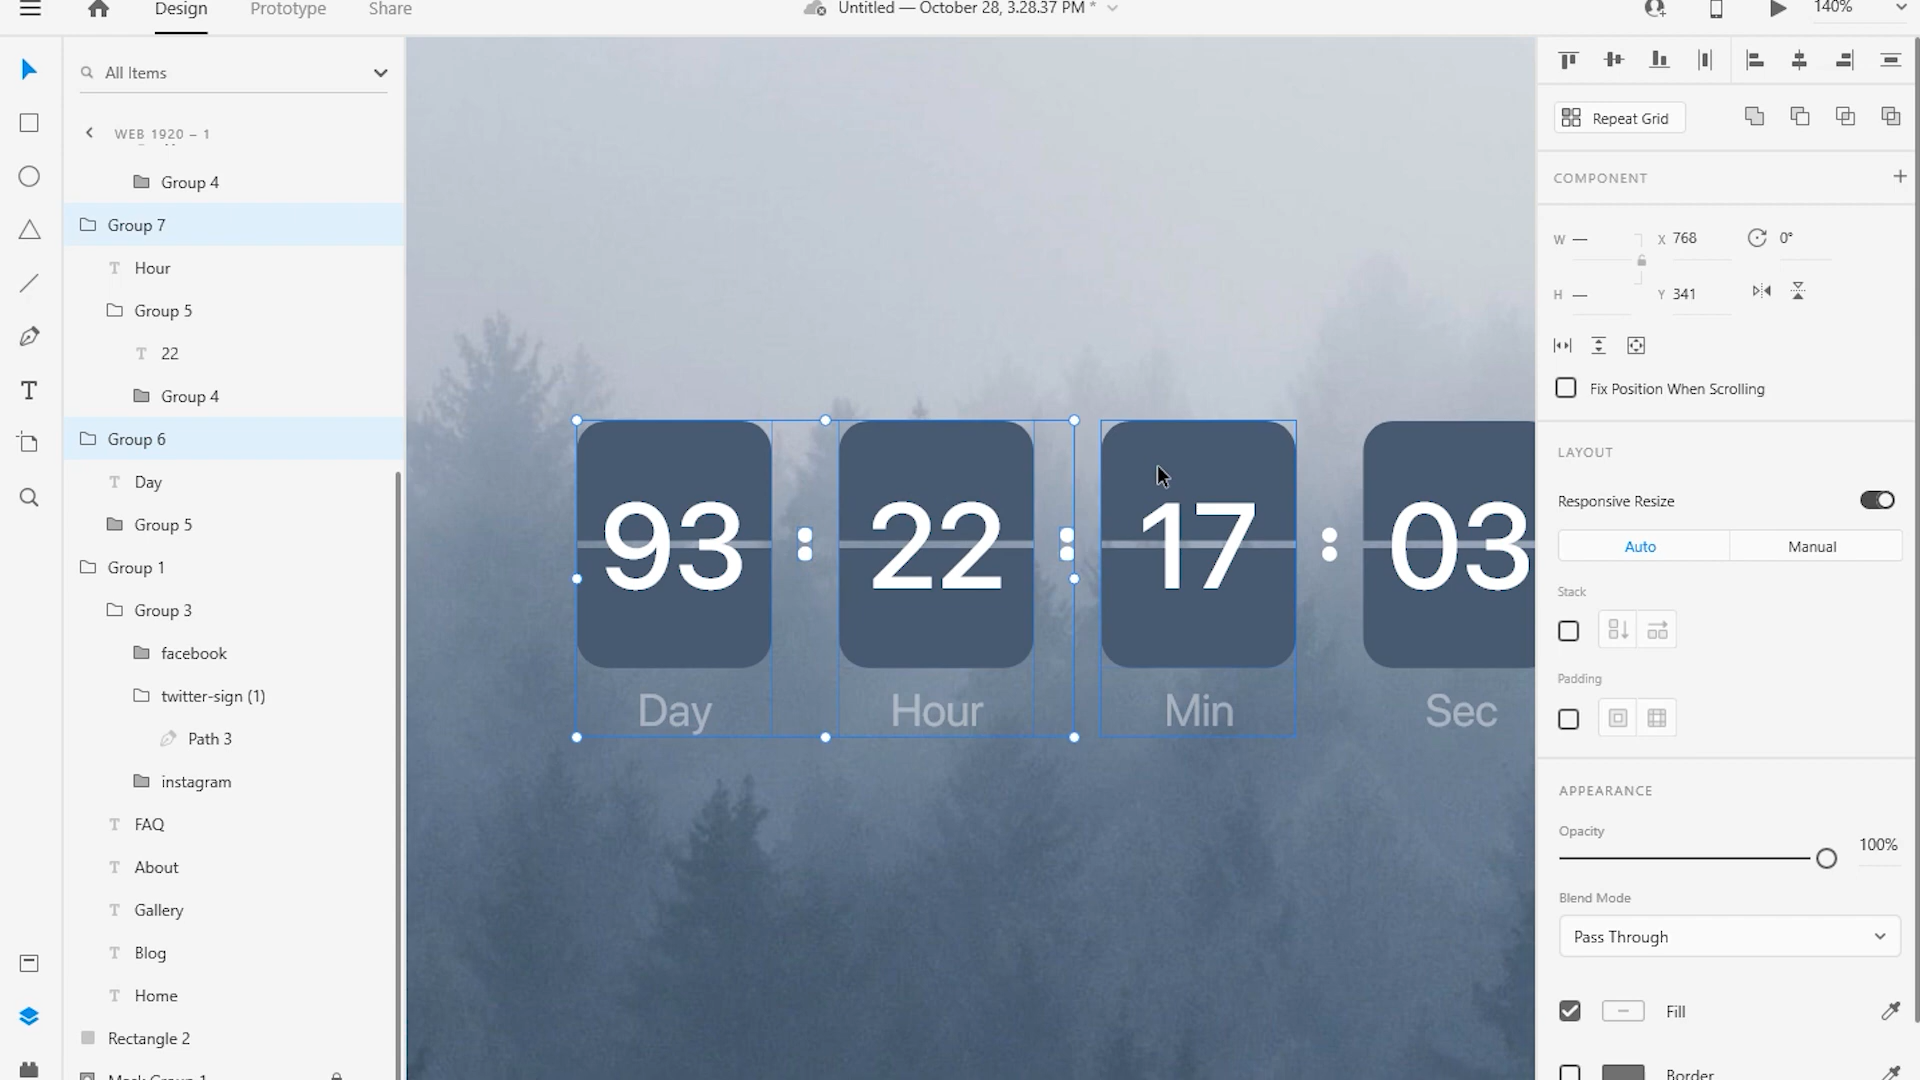 Design Prototype Share
Untitled — October 28, 3.28.37 PM *
140%
All Items
WEB 1920 – 1
Group 4
Group 7
Hour
Group 5
22
Group 4
Group 6
Day
Group 5
Group 1
Group 3
facebook
twitter-sign (1)
Path 3
instagram
FAQ
About
Gallery
Blog
Home
Rectangle 2
Mask Group 1
93 : 22 : 17 : 03
Day Hour Min Sec
Repeat Grid
COMPONENT
W — X 768 0°
H — Y 341
Fix Position When Scrolling
LAYOUT
Responsive Resize
Auto Manual
Stack
Padding
APPEARANCE
Opacity
100%
Blend Mode
Pass Through
Fill
Border